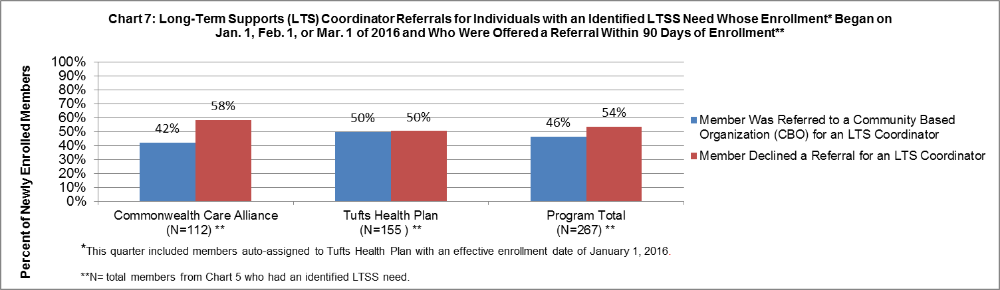 Chart 7: Long-Term Supports (LTS) Coordinator Referrals for Individuals with an Identified LTSS Need Whose Enrollment* Began on
Jan. 1, Feb. 1, or Mar. 1 of 2016 and Who Were Offered a Referral Within 90 Days of Enrollment**
Percent of Newly Enrolled Members
100%
90%
80%
70%
60%
50%
40%
30%
20%
10%
0%
42%
58%
50%
50%
46%
54%
Commonwealth Care Alliance
(N=112) **
Tufts Health Plan
(N=155 ) **
Program Total
(N=267) **
Member Was Referred to a Community Based
Organization (CBO) for an LTS Coordinator
Member Declined a Referral for an LTS Coordinator
*This quarter included members auto-assigned to Tufts Health Plan with an effective enrollment date of January 1, 2016.
**N= total members from Chart 5 who had an identified LTSS need.